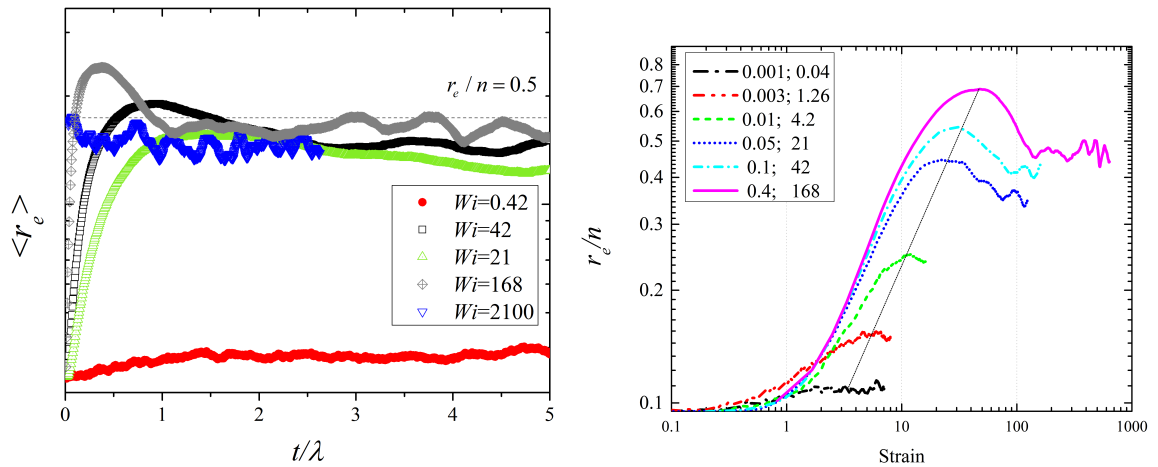 <r_e>
r_e / n = 0.5
Wi=0.42
Wi=42
Wi=21
Wi=168
Wi=2100
0 1 2 3 4 5
t/λ
r_e/n
0.8
0.7
0.6
0.5
0.4
0.3
0.2
0.1
0.001; 0.04
0.003; 1.26
0.01; 4.2
0.05; 21
0.1; 42
0.4; 168
0.1 1 10 100 1000
Strain